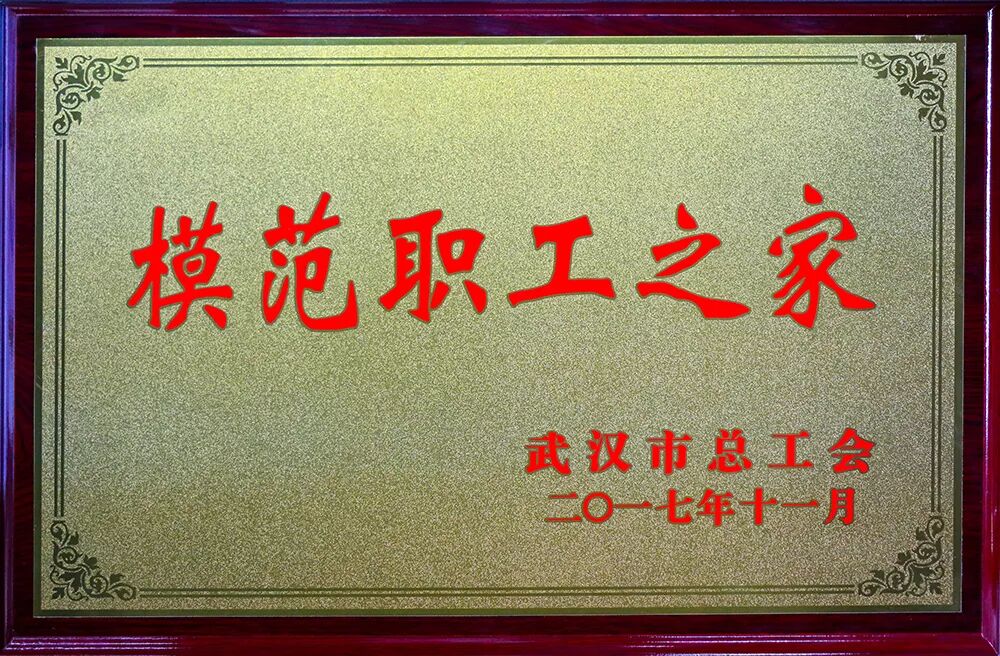 模范职工之家
武汉市总工会
二〇一七年十一月